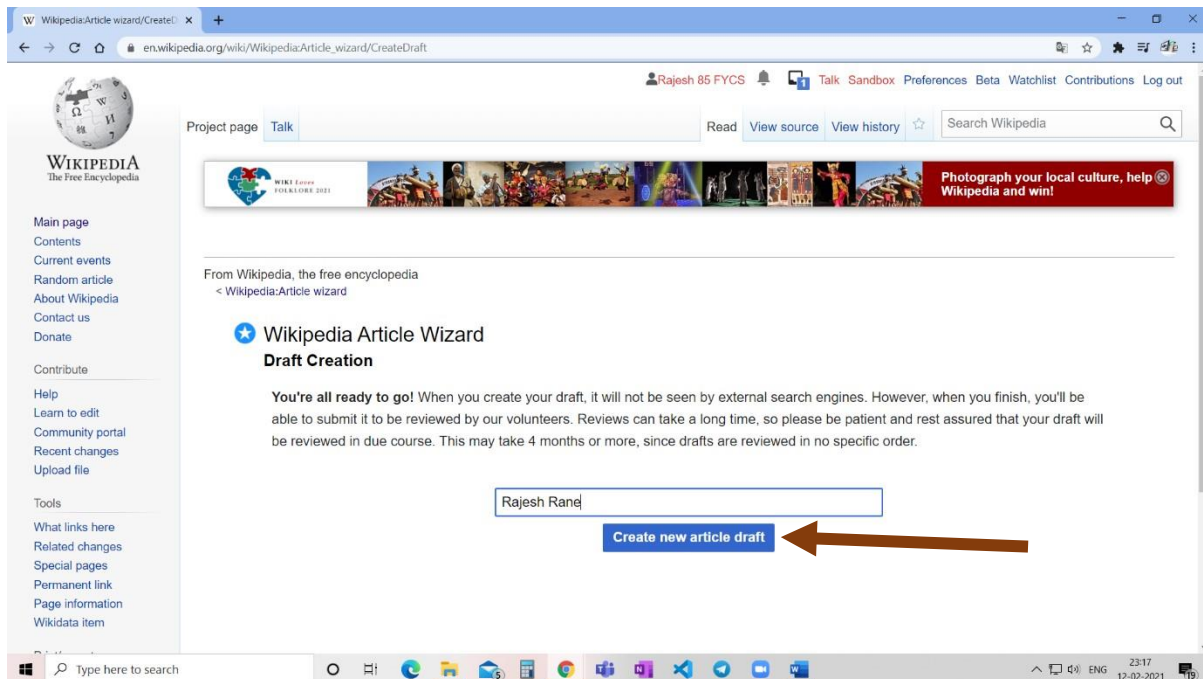 Wikipedia:Article wizard/CreateD
en.wikipedia.org/wiki/Wikipedia:Article_wizard/CreateDraft
Rajesh 85 FYCS 1 Talk Sandbox Preferences Beta Watchlist Contributions Log out
Project page Talk Read View source View history Search Wikipedia
WIKIPEDIA
The Free Encyclopedia
WIKI Loves
FOLKLORE 2021
Photograph your local culture, help
Wikipedia and win!
Main page
Contents
Current events
Random article
About Wikipedia
Contact us
Donate
Contribute
Help
Learn to edit
Community portal
Recent changes
Upload file
Tools
What links here
Related changes
Special pages
Permanent link
Page information
Wikidata item
From Wikipedia, the free encyclopedia
< Wikipedia:Article wizard
Wikipedia Article Wizard
Draft Creation
You're all ready to go! When you create your draft, it will not be seen by external search engines. However, when you finish, you'll be
able to submit it to be reviewed by our volunteers. Reviews can take a long time, so please be patient and rest assured that your draft will
be reviewed in due course. This may take 4 months or more, since drafts are reviewed in no specific order.
Rajesh Rane
Create new article draft
Type here to search
ENG
23:17
12-02-2021
19